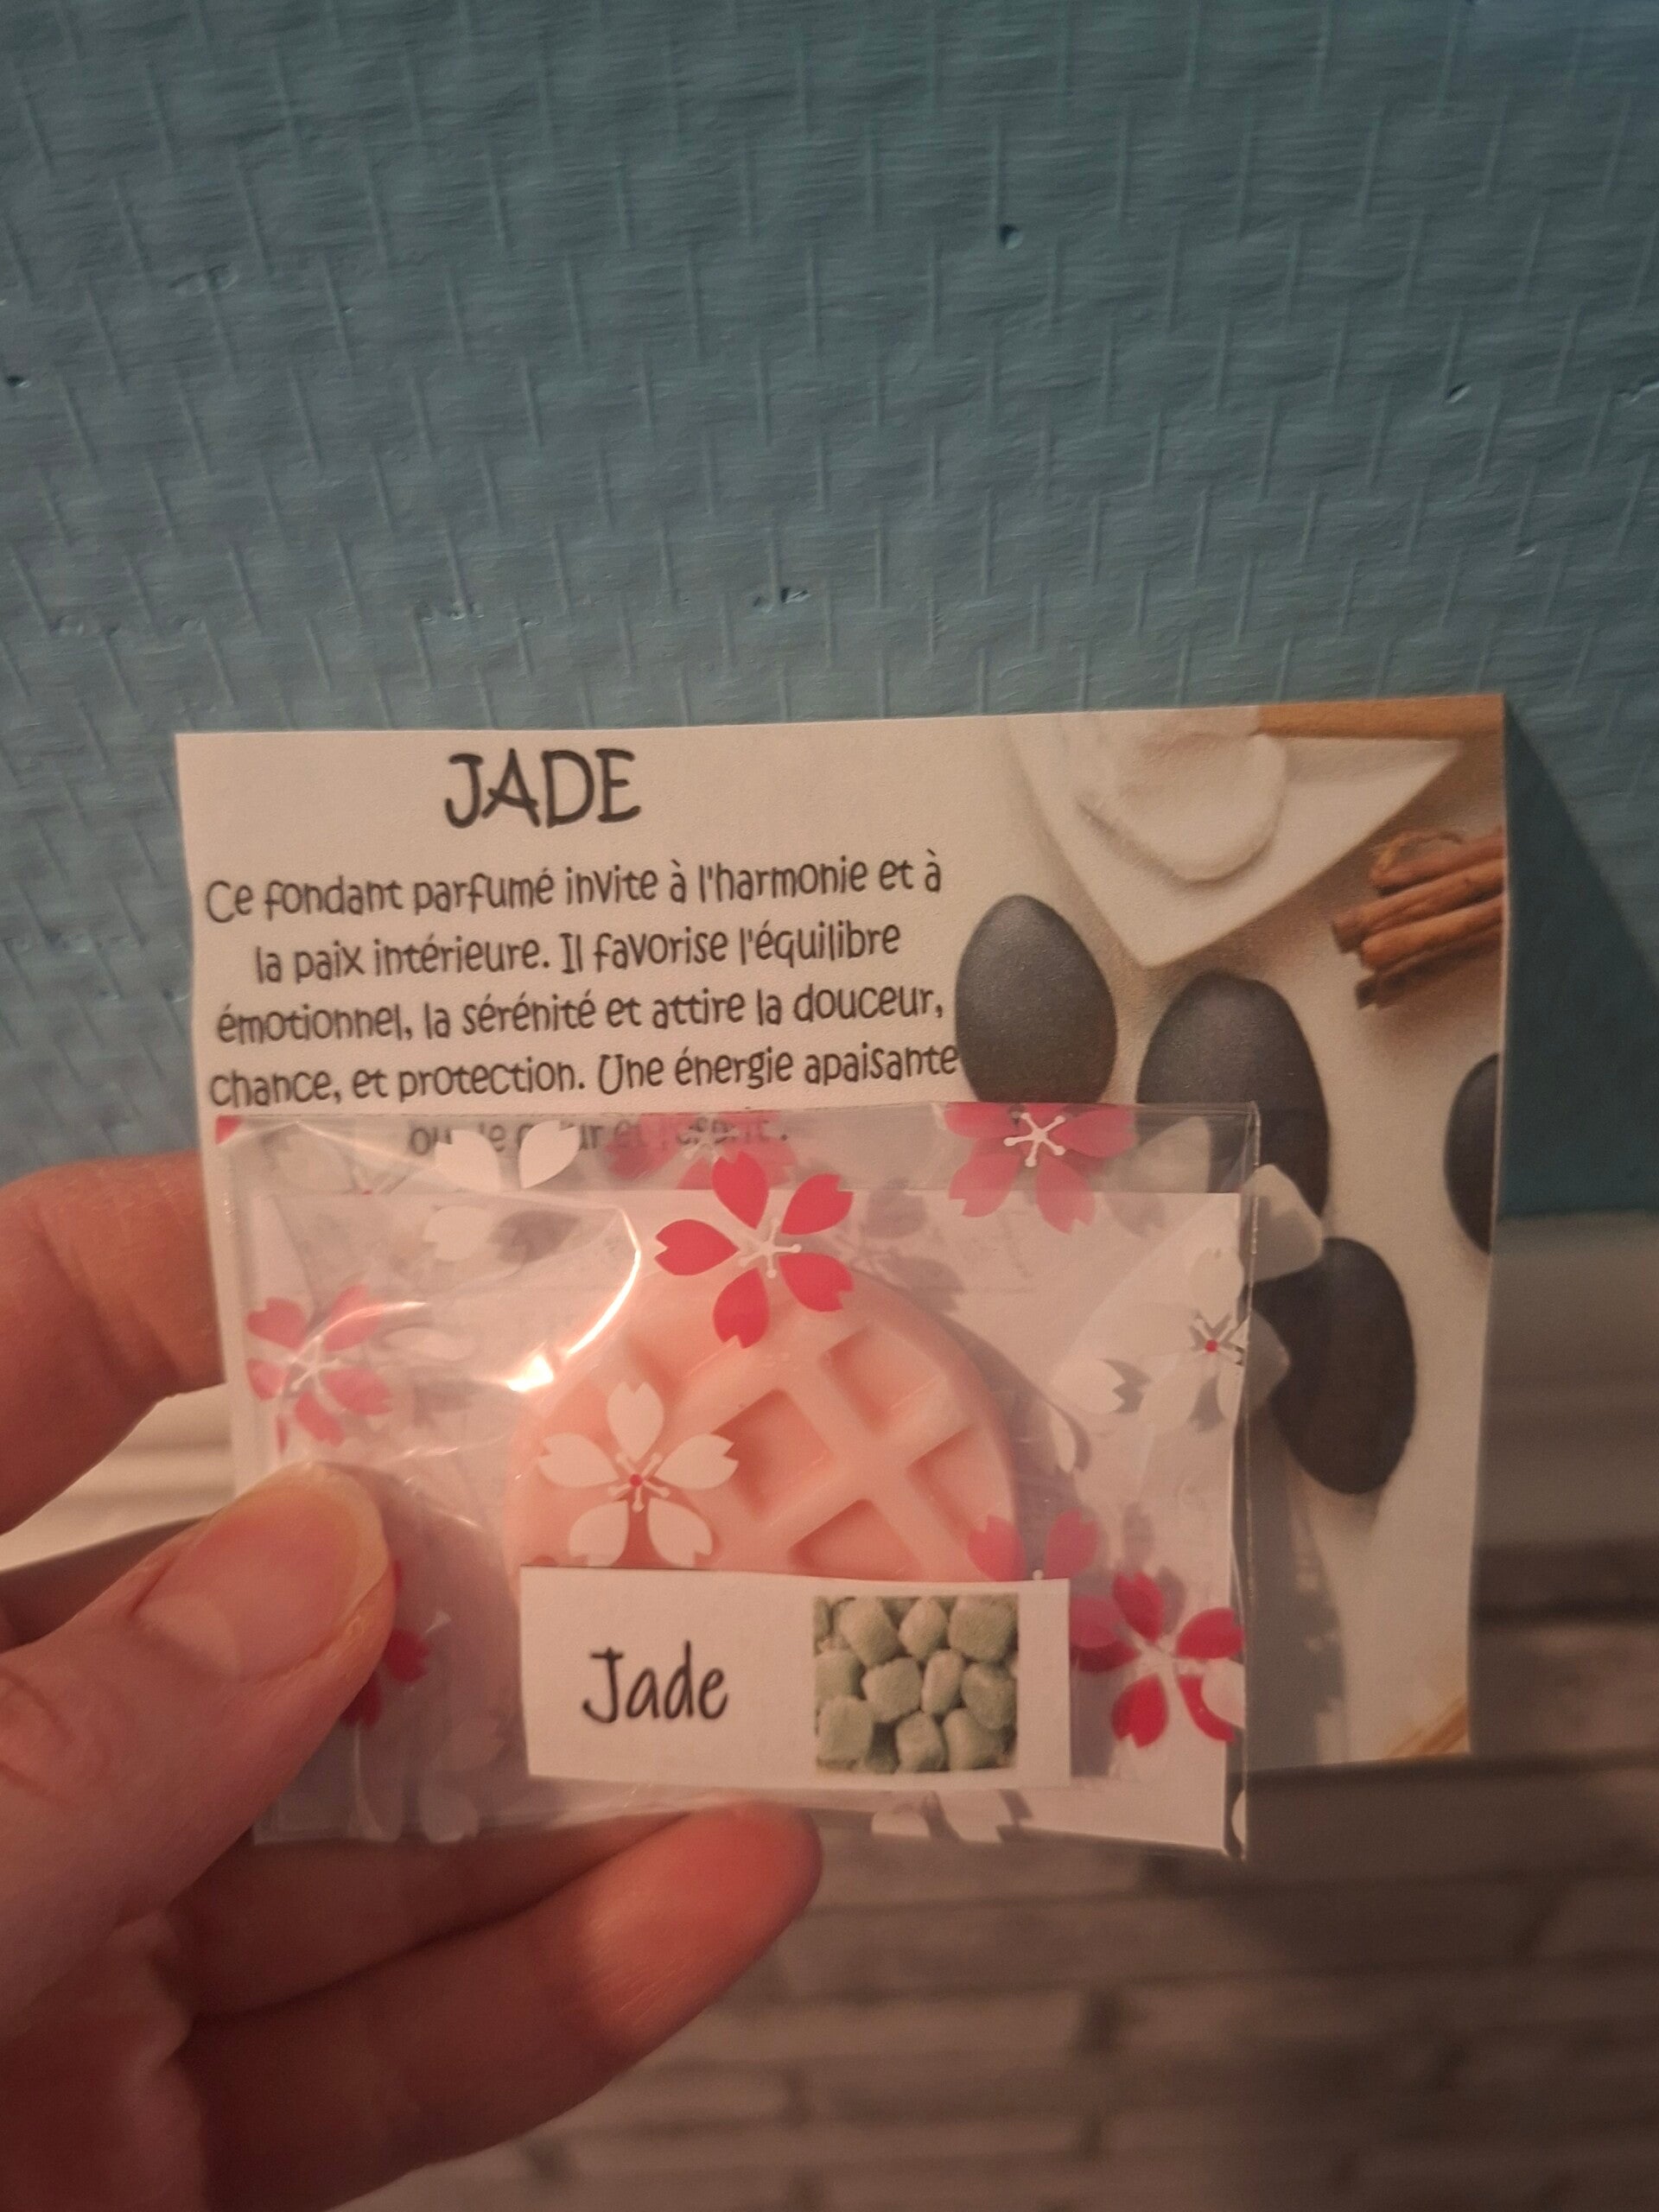 JADE
Ce fondant parfumé invite à l'harmonie et à
la paix intérieure. Il favorise l'équilibre
émotionnel, la sérénité et attire la douceur,
chance, et protection. Une énergie apaisante
et
Jade